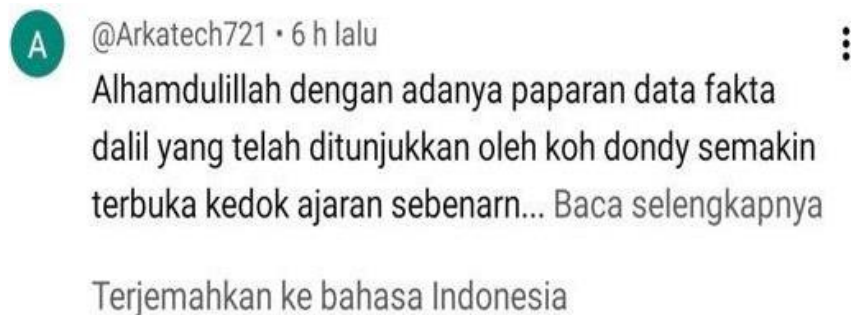 A
@Arkatech721 • 6 h lalu
Alhamdulillah dengan adanya paparan data fakta
dalil yang telah ditunjukkan oleh koh dondy semakin
terbuka kedok ajaran sebenarn... Baca selengkapnya
Terjemahkan ke bahasa Indonesia